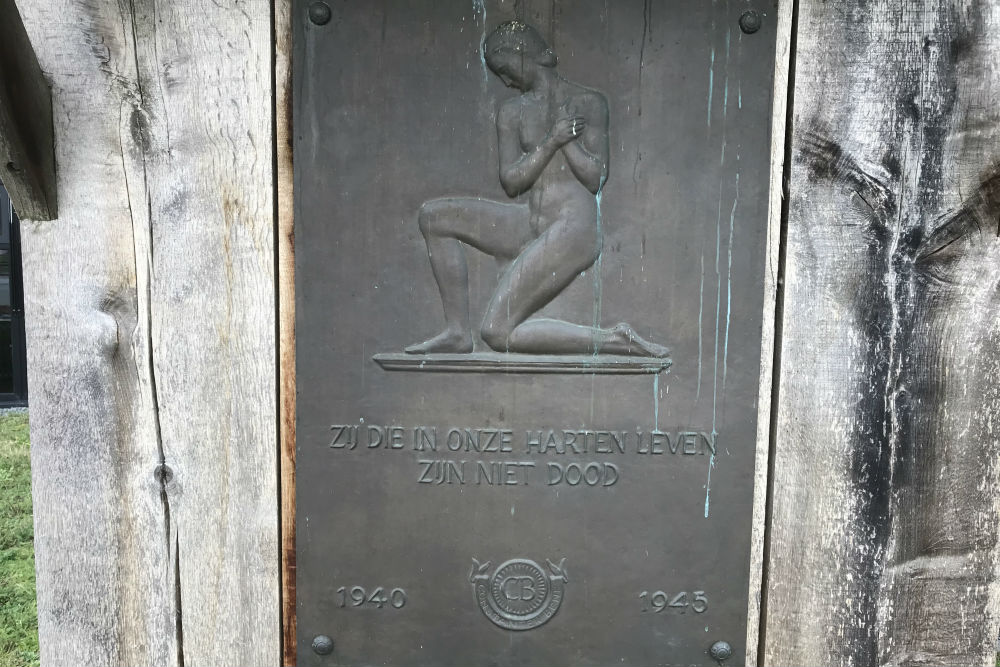 ZIJ DIE IN ONZE HARTEN LEVEN
ZIJN NIET DOOD
1940 CB 1945